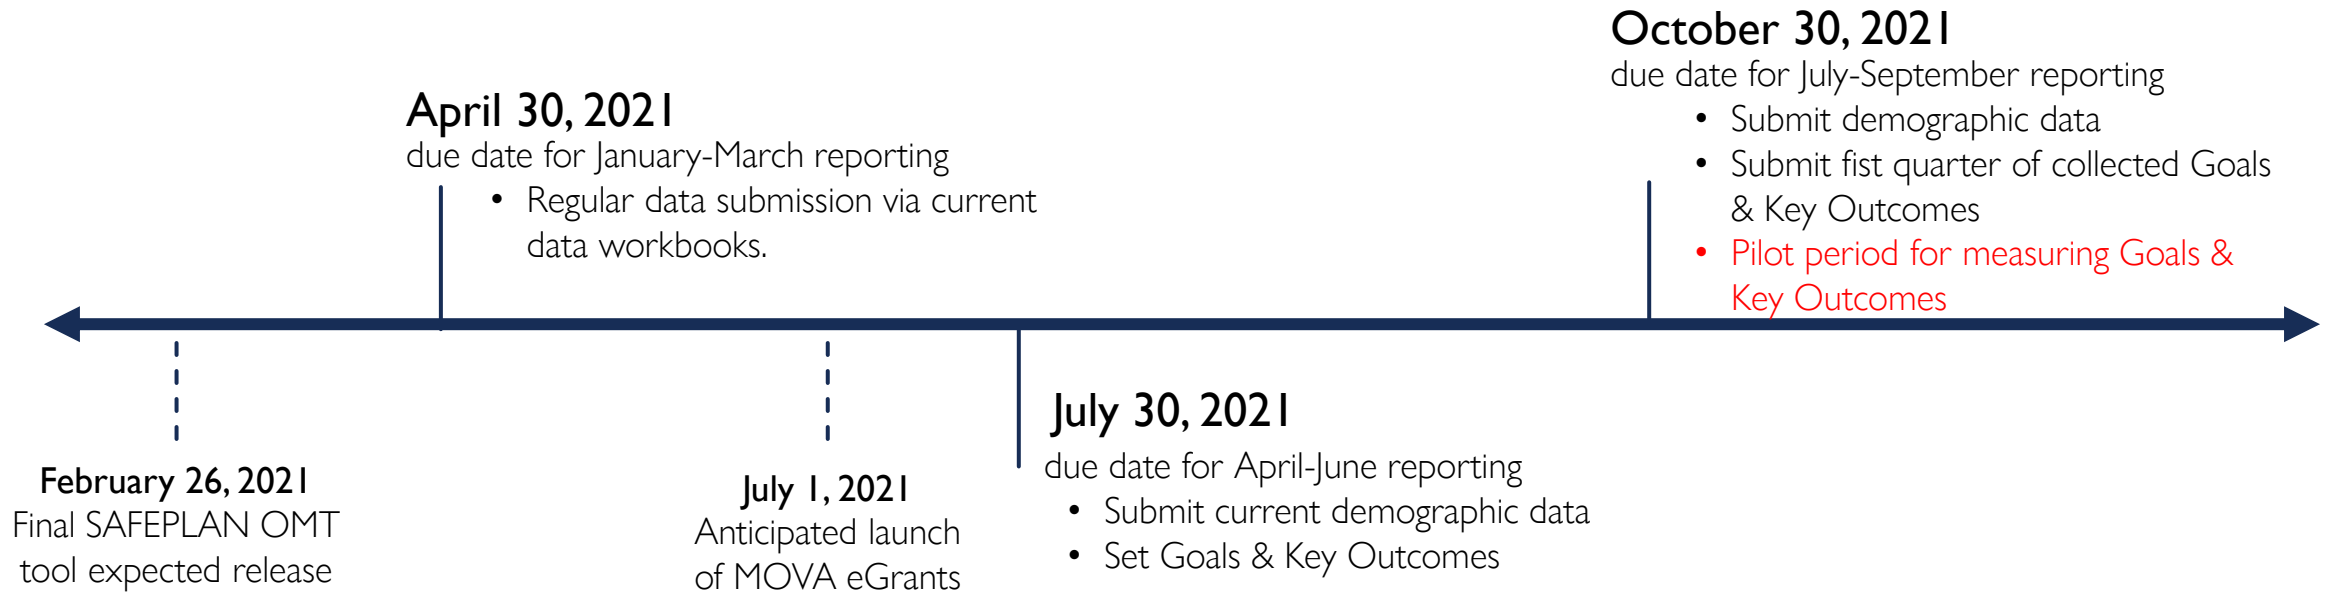 October 30, 2021
due date for July-September reporting
• Submit demographic data
• Submit fist quarter of collected Goals
& Key Outcomes
• Pilot period for measuring Goals &
Key Outcomes
April 30, 2021
due date for January-March reporting
• Regular data submission via current
data workbooks.
February 26, 2021
Final SAFEPLAN OMT
tool expected release
July 1, 2021
Anticipated launch
of MOVA eGrants
July 30, 2021
due date for April-June reporting
• Submit current demographic data
• Set Goals & Key Outcomes